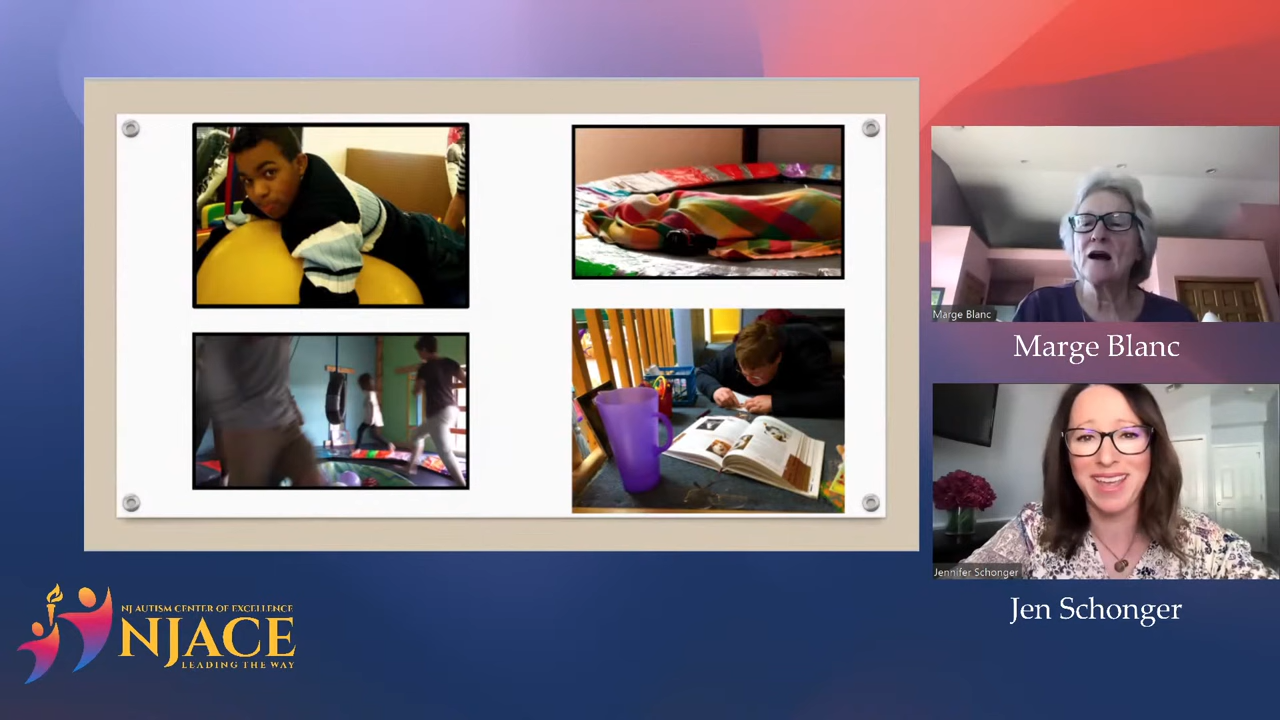 Marge Blanc
Marge Blanc
Jennifer Schonger
Jen Schonger
NJ AUTISM CENTER OF EXCELLENCE
NJACE
LEADING THE WAY